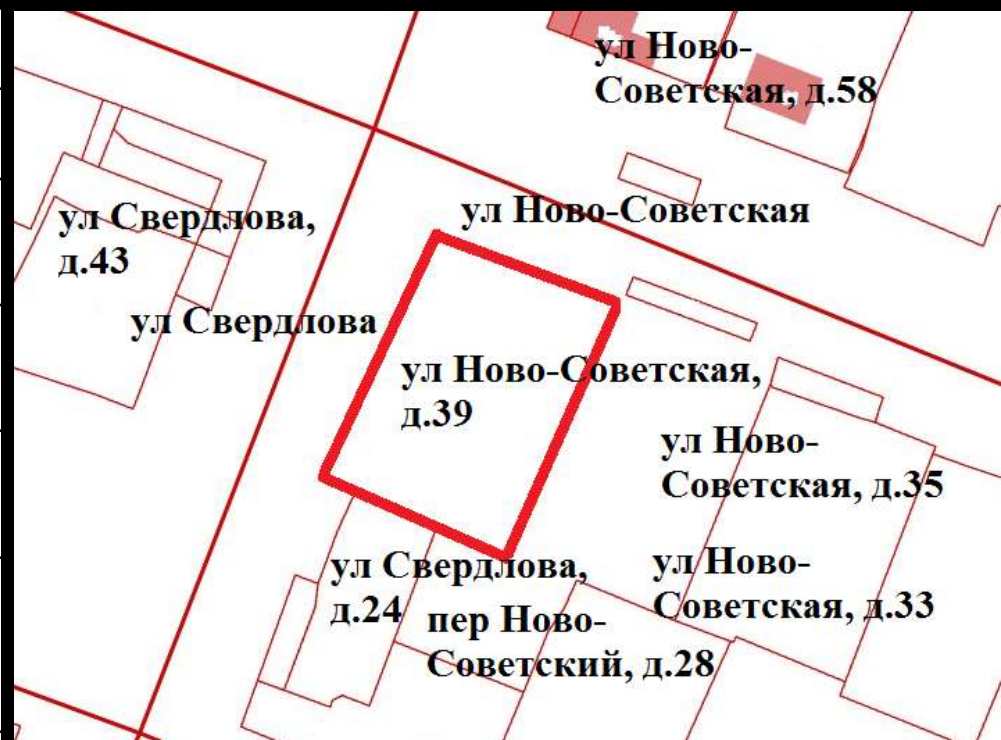 ул Ново-
Советская, д.58
ул Свердлова,
д.43
ул Ново-Советская
ул Свердлова
ул Ново-Советская,
д.39
ул Ново-
Советская, д.35
ул Свердлова,
д.24
ул Ново-
Советская, д.33
пер Ново-
Советский, д.28